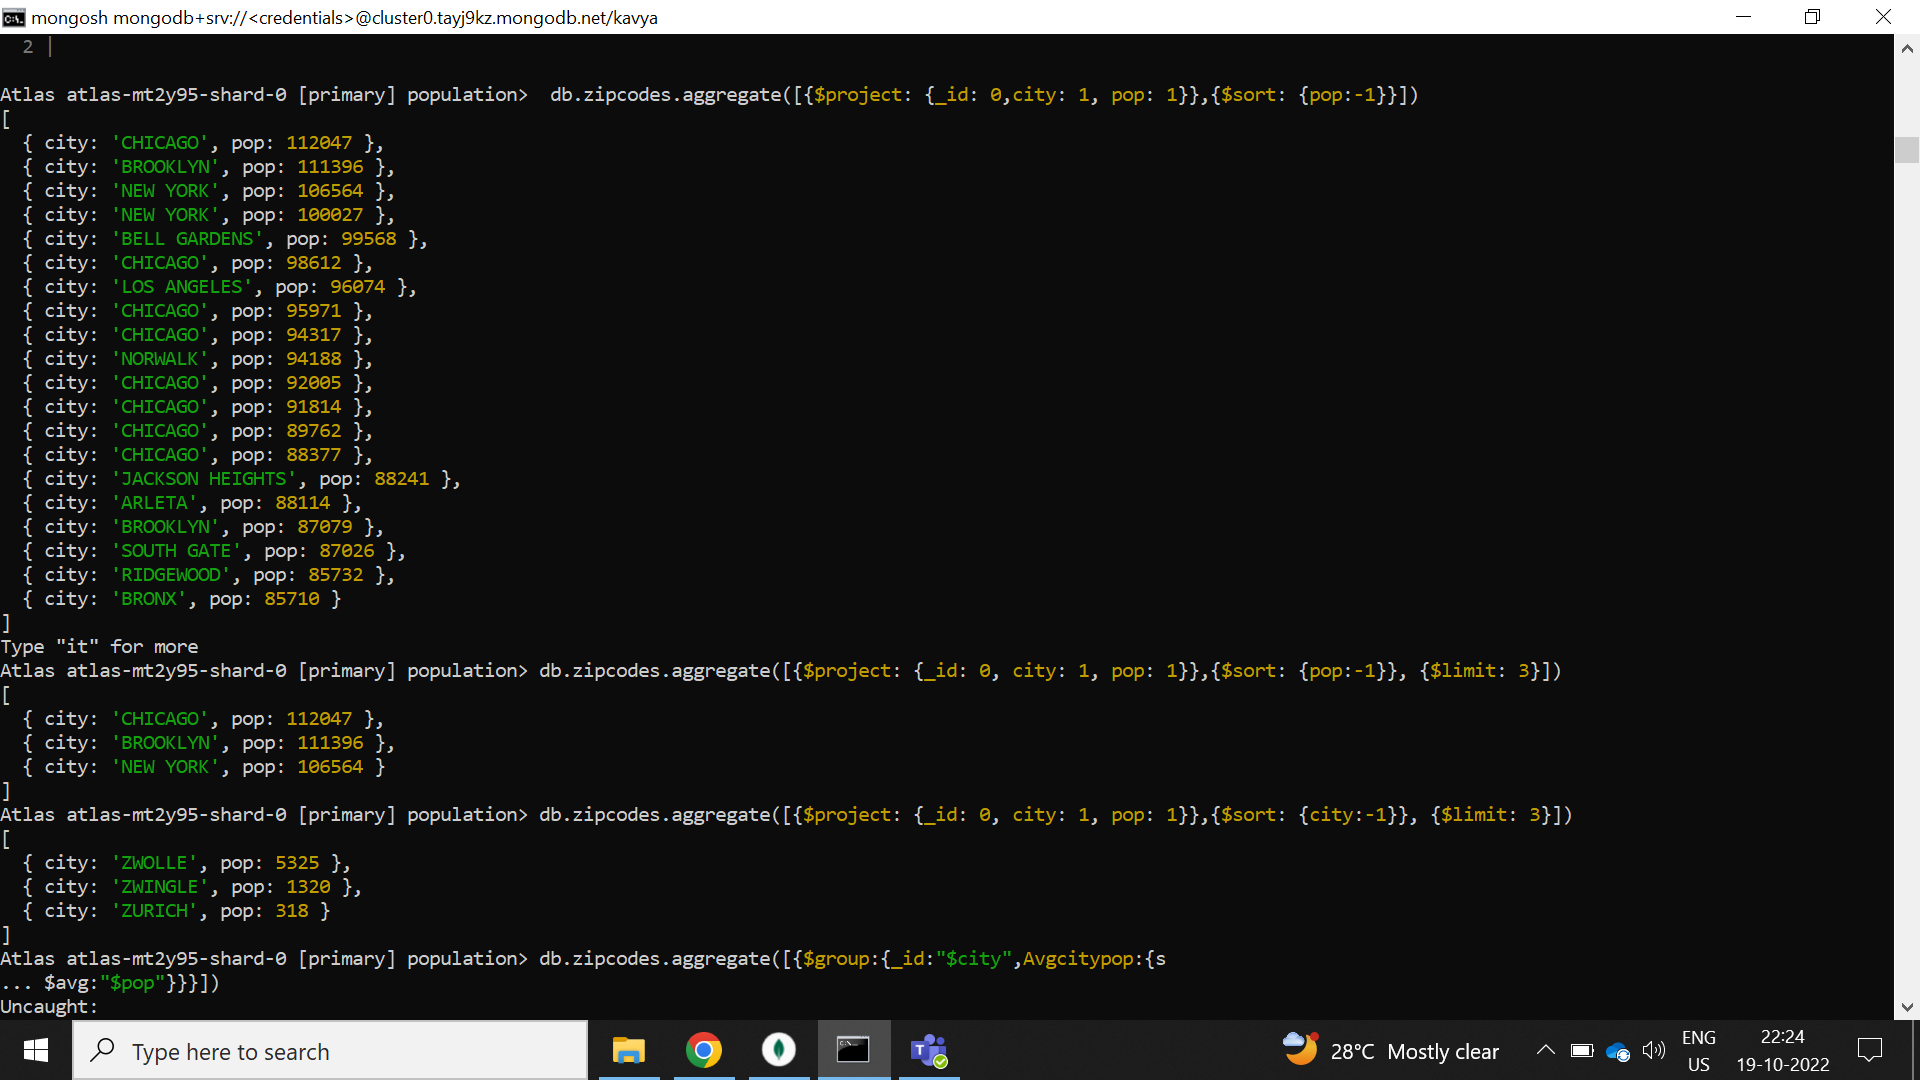 mongosh mongodb+srv://<credentials>@cluster0.tayj9kz.mongodb.net/kavya
2
Atlas atlas-mt2y95-shard-0 [primary] population>  db.zipcodes.aggregate([{$project: {_id: 0,city: 1, pop: 1}},{$sort: {pop:-1}}])
[
  { city: 'CHICAGO', pop: 112047 },
  { city: 'BROOKLYN', pop: 111396 },
  { city: 'NEW YORK', pop: 106564 },
  { city: 'NEW YORK', pop: 100027 },
  { city: 'BELL GARDENS', pop: 99568 },
  { city: 'CHICAGO', pop: 98612 },
  { city: 'LOS ANGELES', pop: 96074 },
  { city: 'CHICAGO', pop: 95971 },
  { city: 'CHICAGO', pop: 94317 },
  { city: 'NORWALK', pop: 94188 },
  { city: 'CHICAGO', pop: 92005 },
  { city: 'CHICAGO', pop: 91814 },
  { city: 'CHICAGO', pop: 89762 },
  { city: 'CHICAGO', pop: 88377 },
  { city: 'JACKSON HEIGHTS', pop: 88241 },
  { city: 'ARLETA', pop: 88114 },
  { city: 'BROOKLYN', pop: 87079 },
  { city: 'SOUTH GATE', pop: 87026 },
  { city: 'RIDGEWOOD', pop: 85732 },
  { city: 'BRONX', pop: 85710 }
]
Type "it" for more
Atlas atlas-mt2y95-shard-0 [primary] population> db.zipcodes.aggregate([{$project: {_id: 0, city: 1, pop: 1}},{$sort: {pop:-1}}, {$limit: 3}])
[
  { city: 'CHICAGO', pop: 112047 },
  { city: 'BROOKLYN', pop: 111396 },
  { city: 'NEW YORK', pop: 106564 }
]
Atlas atlas-mt2y95-shard-0 [primary] population> db.zipcodes.aggregate([{$project: {_id: 0, city: 1, pop: 1}},{$sort: {city:-1}}, {$limit: 3}])
[
  { city: 'ZWOLLE', pop: 5325 },
  { city: 'ZWINGLE', pop: 1320 },
  { city: 'ZURICH', pop: 318 }
]
Atlas atlas-mt2y95-shard-0 [primary] population> db.zipcodes.aggregate([{$group:{_id:"$city",Avgcitypop:{s
... $avg:"$pop"}}}])
Uncaught:
Type here to search
28°C Mostly clear
ENG
US
22:24
19-10-2022